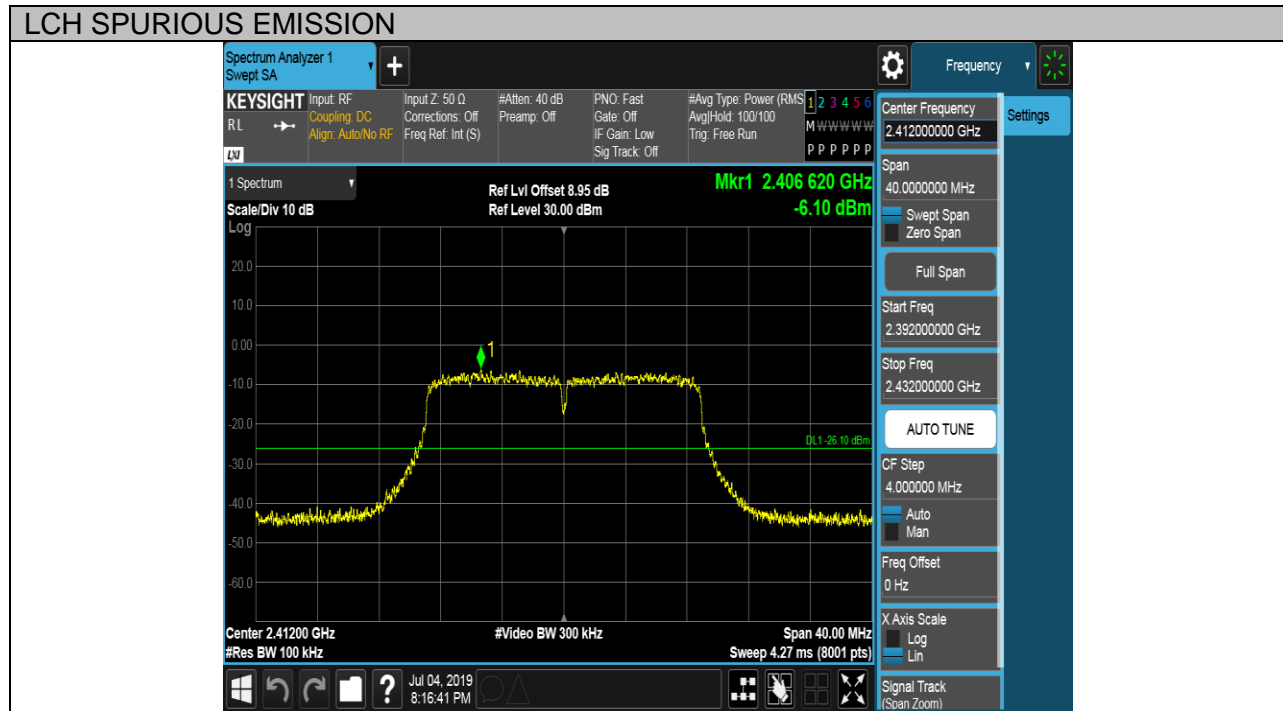 LCH SPURIOUS EMISSION
Spectrum Analyzer 1
Swept SA
+
Frequency
KEYSIGHT
RL
LXI
Input: RF
Coupling: DC
Align: Auto/No RF
Input Z: 50 Ω
Corrections: Off
Freq Ref: Int (S)
#Atten: 40 dB
Preamp: Off
PNO: Fast
Gate: Off
IF Gain: Low
Sig Track: Off
#Avg Type: Power (RMS
Avg|Hold: 100/100
Trig: Free Run
1 2 3 4 5 6
M W W W W W
P P P P P P
1 Spectrum
Scale/Div 10 dB
Log
Ref Lvl Offset 8.95 dB
Ref Level 30.00 dBm
Mkr1 2.406 620 GHz
-6.10 dBm
20.0
10.0
0.00
-10.0
-20.0
-30.0
-40.0
-50.0
-60.0
1
DL1 -26.10 dBm
Center 2.41200 GHz
#Res BW 100 kHz
#Video BW 300 kHz
Span 40.00 MHz
Sweep 4.27 ms (8001 pts)
?
Jul 04, 2019
8:16:41 PM
Center Frequency
2.412000000 GHz
Span
40.0000000 MHz
Swept Span
Zero Span
Full Span
Start Freq
2.392000000 GHz
Stop Freq
2.432000000 GHz
AUTO TUNE
CF Step
4.000000 MHz
Auto
Man
Freq Offset
0 Hz
X Axis Scale
Log
Lin
Signal Track
(Span Zoom)
Settings